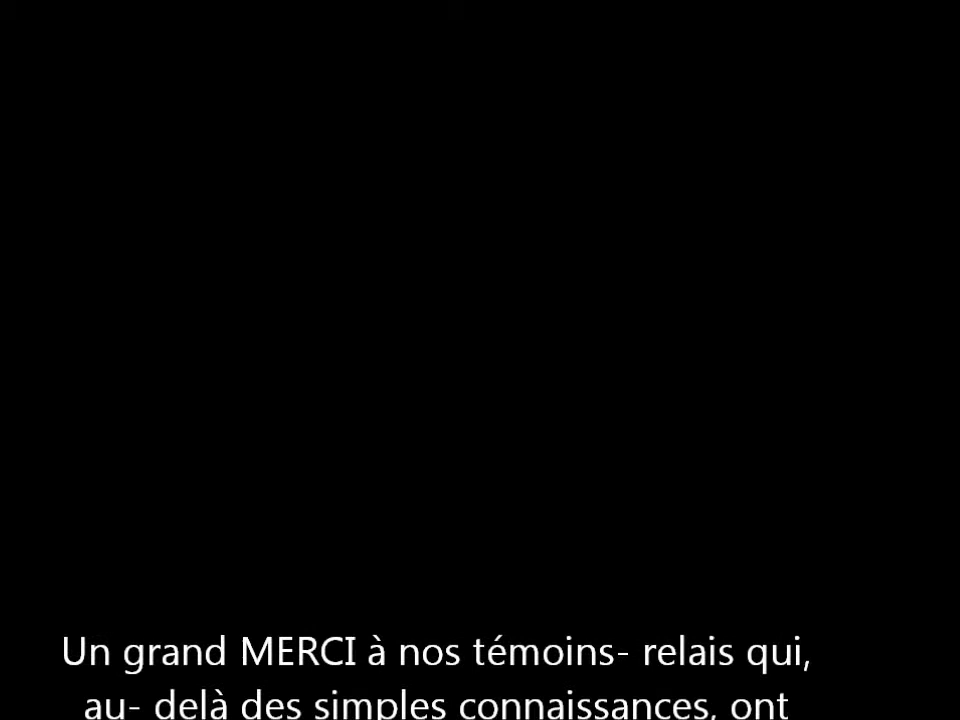 Un grand MERCI à nos témoins- relais qui,
au- delà des simples connaissances, ont